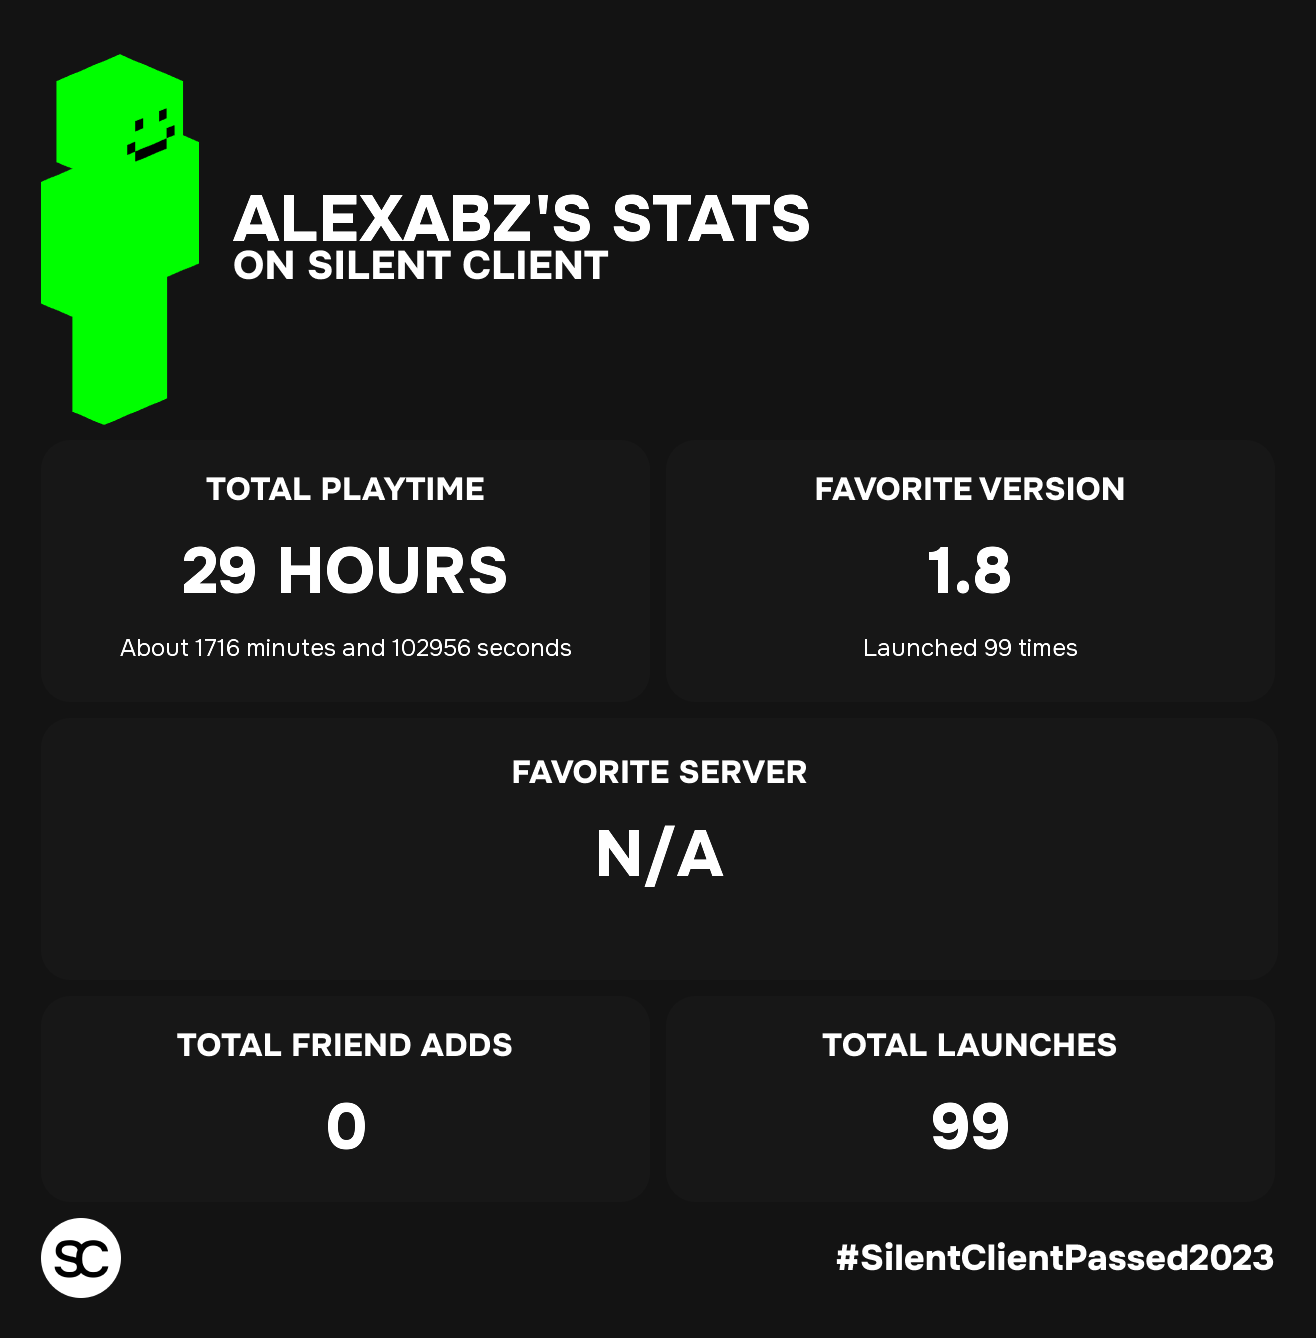 ALEXABZ'S STATS
ON SILENT CLIENT
TOTAL PLAYTIME
29 HOURS
About 1716 minutes and 102956 seconds
FAVORITE VERSION
1.8
Launched 99 times
FAVORITE SERVER
N/A
TOTAL FRIEND ADDS
0
TOTAL LAUNCHES
99
SC
#SilentClientPassed2023